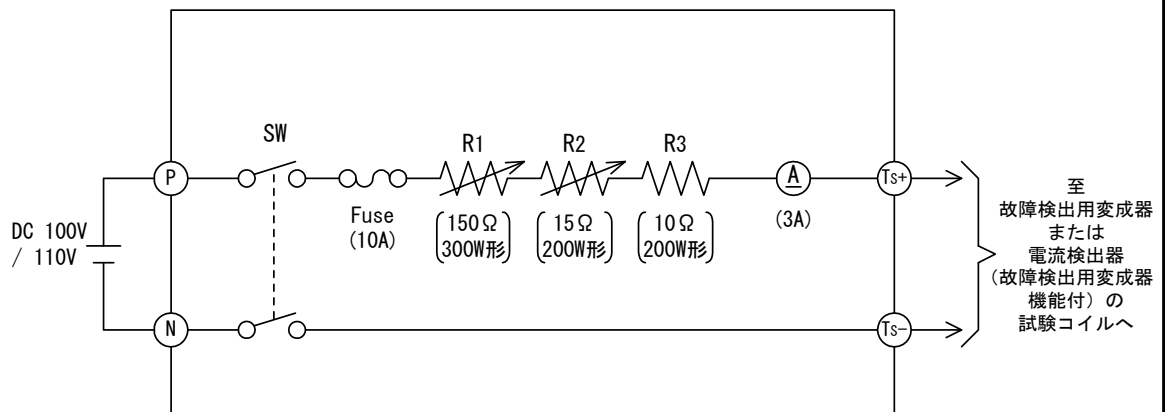 SW
R1
R2
R3
P
A
Ts+
Fuse
(10A)
150Ω
300W形
15Ω
200W形
10Ω
200W形
(3A)
DC 100V
/ 110V
N
Ts-
至
故障検出用変成器
または
電流検出器
(故障検出用変成器
機能付)の
試験コイルへ